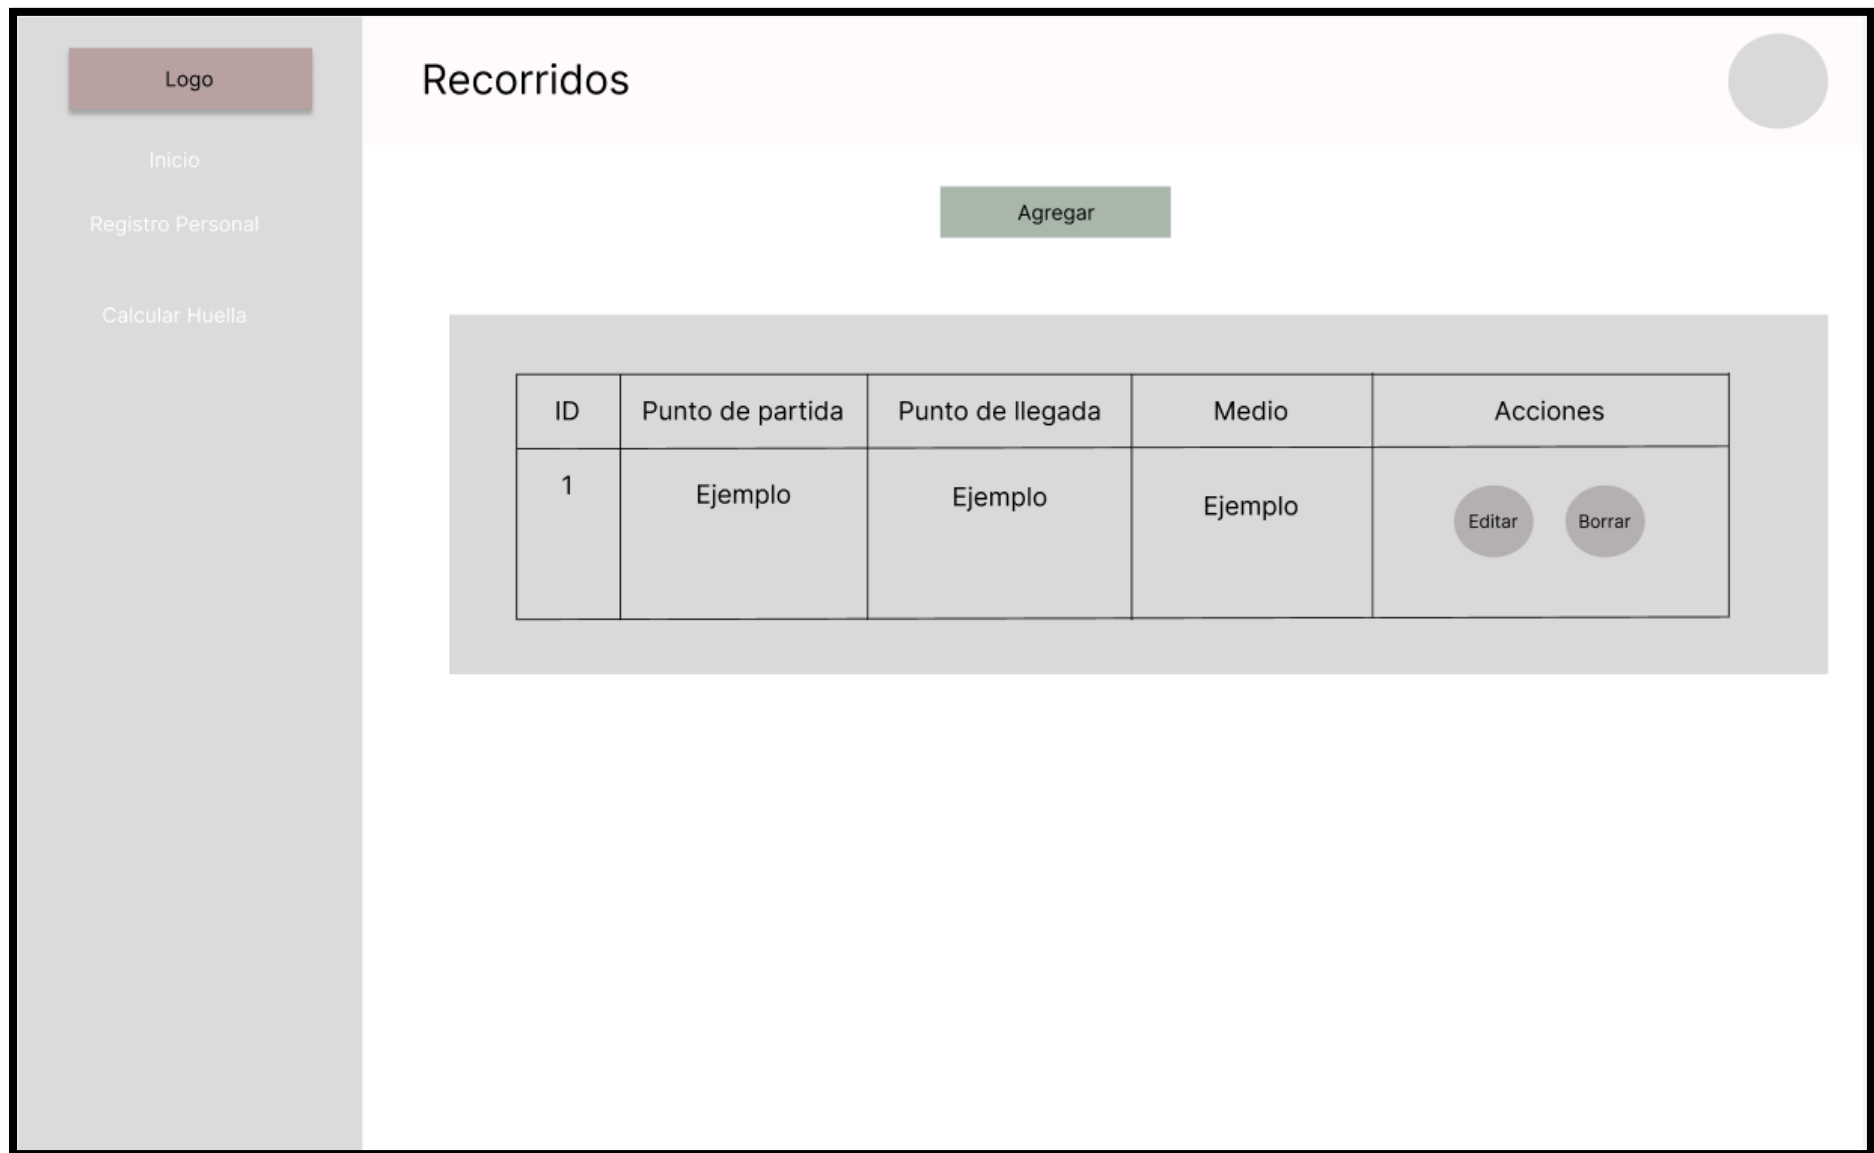 Logo
Inicio
Registro Personal
Calcular Huella
Recorridos
Agregar
ID Punto de partida Punto de llegada Medio Acciones
1 Ejemplo Ejemplo Ejemplo Editar Borrar